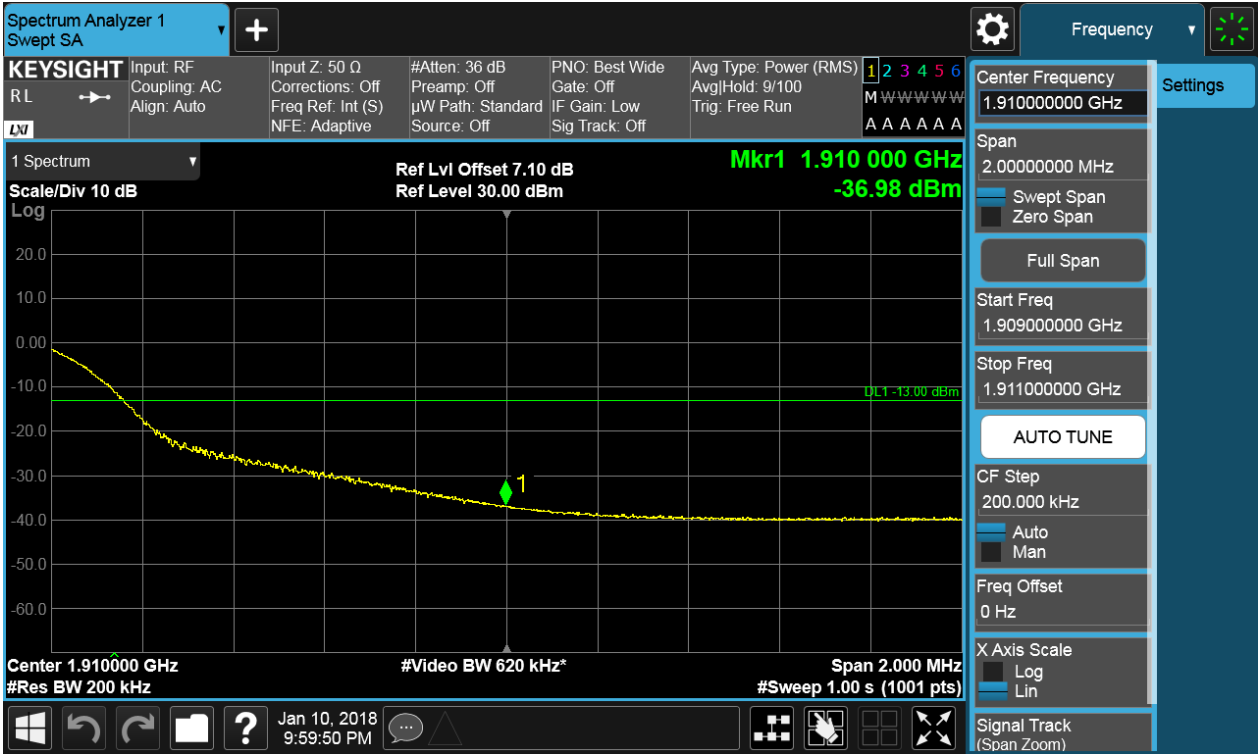 Spectrum Analyzer 1
Swept SA
+
Frequency
KEYSIGHT
R L
LXI
Input: RF
Coupling: AC
Align: Auto
Input Z: 50 Ω
Corrections: Off
Freq Ref: Int (S)
NFE: Adaptive
#Atten: 36 dB
Preamp: Off
µW Path: Standard
Source: Off
PNO: Best Wide
Gate: Off
IF Gain: Low
Sig Track: Off
Avg Type: Power (RMS)
Avg|Hold: 9/100
Trig: Free Run
1 2 3 4 5 6
M W W W W W
A A A A A A
1 Spectrum
Scale/Div 10 dB
Log
Ref Lvl Offset 7.10 dB
Ref Level 30.00 dBm
Mkr1 1.910 000 GHz
-36.98 dBm
20.0
10.0
0.00
-10.0
DL1 -13.00 dBm
-20.0
-30.0
1
-40.0
-50.0
-60.0
Center 1.910000 GHz
#Res BW 200 kHz
#Video BW 620 kHz*
Span 2.000 MHz
#Sweep 1.00 s (1001 pts)
Center Frequency
1.910000000 GHz
Settings
Span
2.00000000 MHz
Swept Span
Zero Span
Full Span
Start Freq
1.909000000 GHz
Stop Freq
1.911000000 GHz
AUTO TUNE
CF Step
200.000 kHz
Auto
Man
Freq Offset
0 Hz
X Axis Scale
Log
Lin
Signal Track
(Span Zoom)
?
Jan 10, 2018
9:59:50 PM